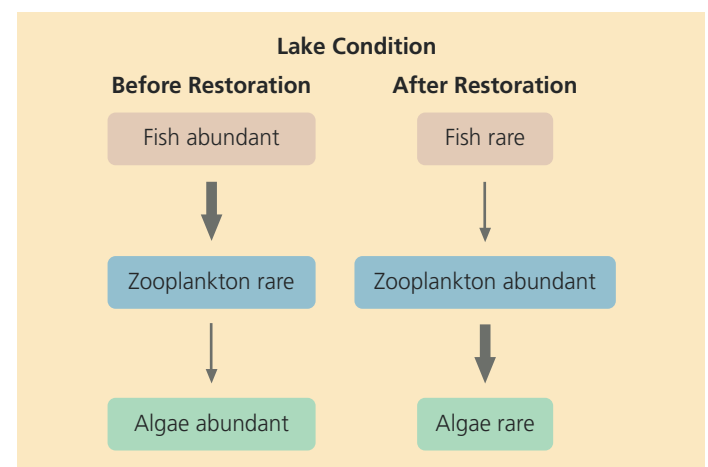 Lake Condition
Before Restoration
After Restoration
Fish abundant
Fish rare
Zooplankton rare
Zooplankton abundant
Algae abundant
Algae rare